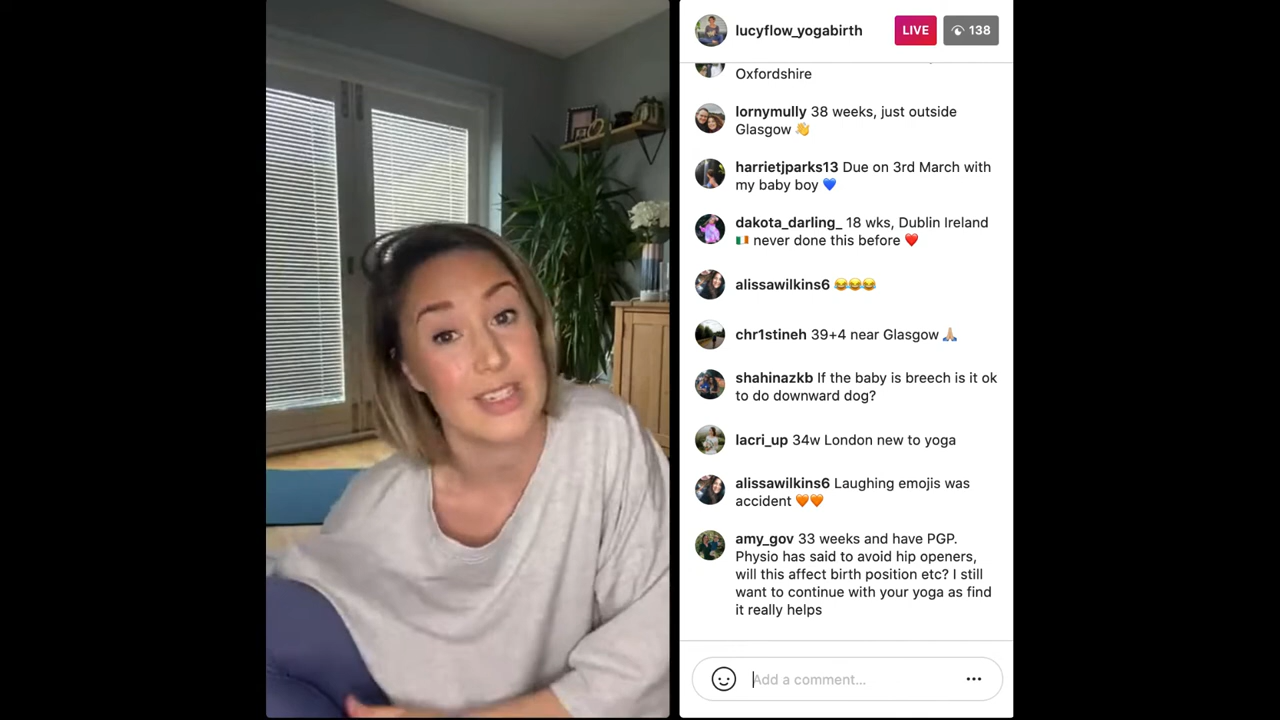 lucyflow_yogabirth LIVE 138
Oxfordshire
lornymully 38 weeks, just outside
Glasgow 👋
harrietjparks13 Due on 3rd March with
my baby boy 💙
dakota_darling_ 18 wks, Dublin Ireland
🇮🇪 never done this before ❤️
alissawilkins6 😂😂😂
chr1stineh 39+4 near Glasgow 🙏🏼
shahinazkb If the baby is breech is it ok
to do downward dog?
lacri_up 34w London new to yoga
alissawilkins6 Laughing emojis was
accident 🧡🧡
amy_gov 33 weeks and have PGP.
Physio has said to avoid hip openers,
will this affect birth position etc? I still
want to continue with your yoga as find
it really helps
Add a comment...